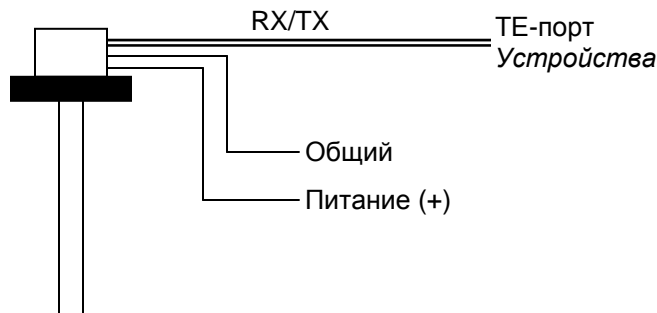 RX/TX
TE-порт
Устройства
Общий
Питание (+)